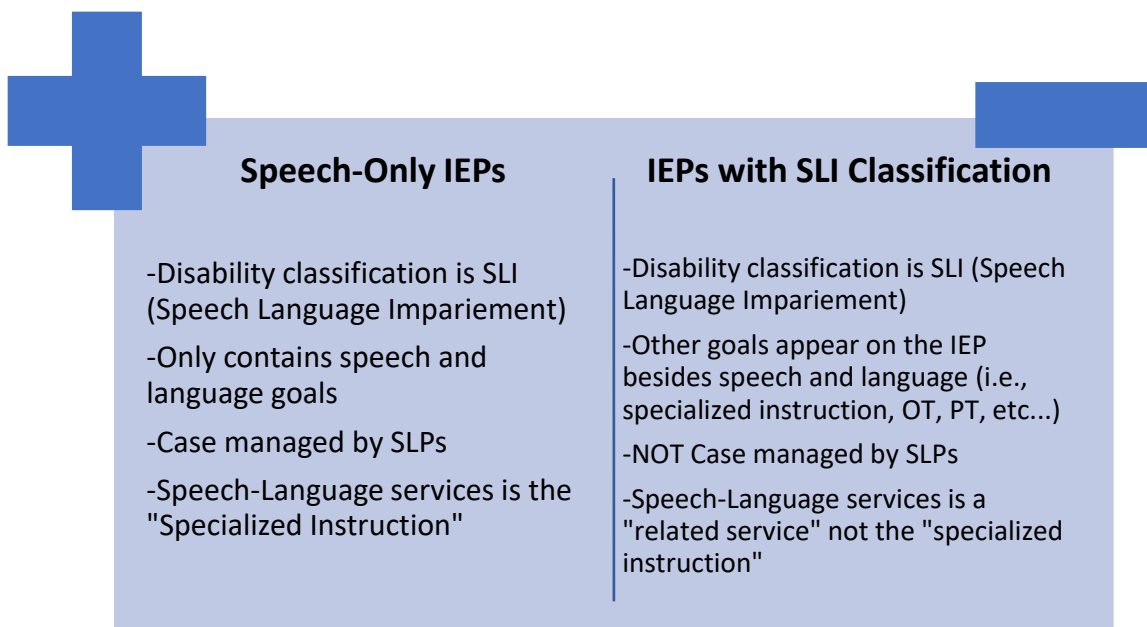 Speech-Only IEPs
-Disability classification is SLI
(Speech Language Impariement)
-Only contains speech and
language goals
-Case managed by SLPs
-Speech-Language services is the
"Specialized Instruction"
IEPs with SLI Classification
-Disability classification is SLI (Speech
Language Impariement)
-Other goals appear on the IEP
besides speech and language (i.e.,
specialized instruction, OT, PT, etc...)
-NOT Case managed by SLPs
-Speech-Language services is a
"related service" not the "specialized
instruction"